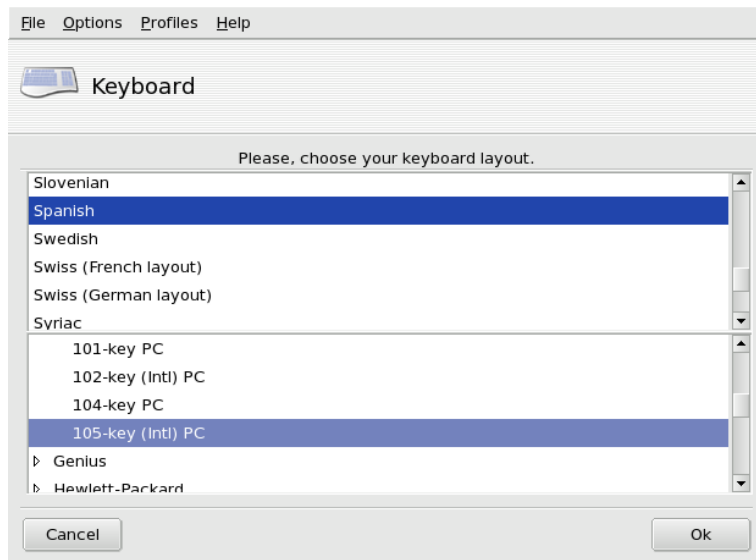 File Options Profiles Help
Keyboard
Please, choose your keyboard layout.
Slovenian
Spanish
Swedish
Swiss (French layout)
Swiss (German layout)
Syriac
101-key PC
102-key (Intl) PC
104-key PC
105-key (Intl) PC
Genius
Hewlett-Packard
Cancel Ok